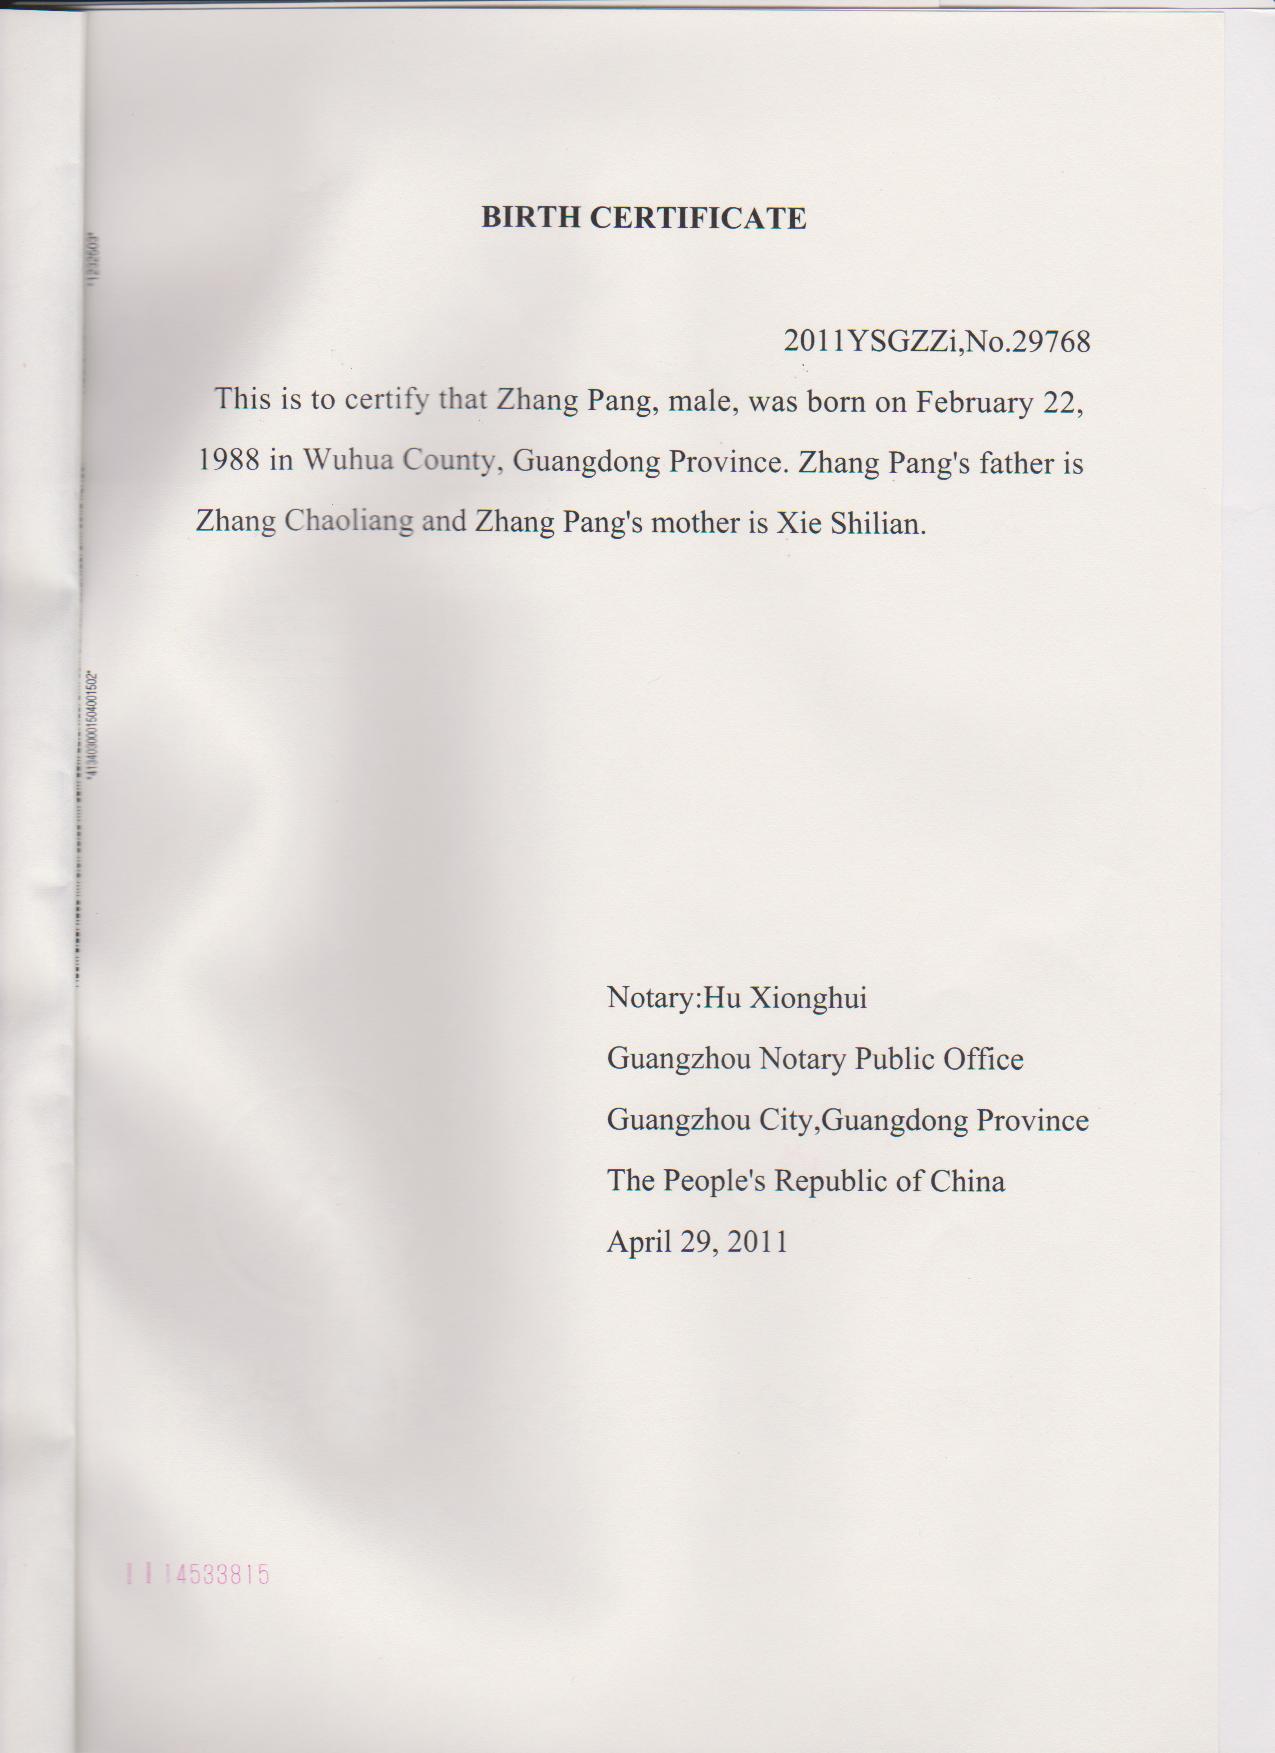 BIRTH CERTIFICATE
2011YSGZZi,No.29768
This is to certify that Zhang Pang, male, was born on February 22,
1988 in Wuhua County, Guangdong Province. Zhang Pang's father is
Zhang Chaoliang and Zhang Pang's mother is Xie Shilian.
*1232603*
*4134030001504001502*
Notary:Hu Xionghui
Guangzhou Notary Public Office
Guangzhou City,Guangdong Province
The People's Republic of China
April 29, 2011
14533815